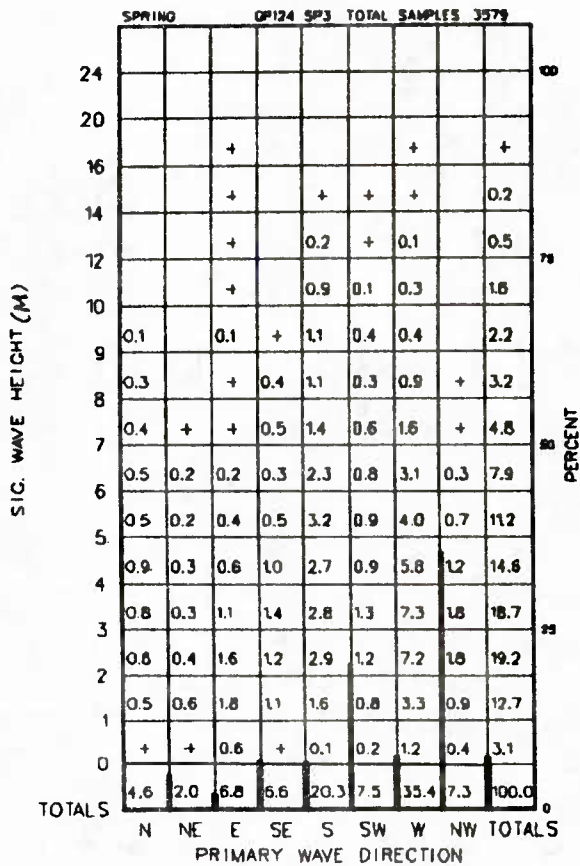 SPRING GP124 SP3 TOTAL SAMPLES 3579
24 100
20
+ + +
16
+ + + + 0.2
14
+ 0.2 + 0.1 0.5
12 75
+ 0.9 0.1 0.3 1.6
10
0.1 0.1 + 1.1 0.4 0.4 2.2
9
0.3 + 0.4 1.1 0.3 0.9 + 3.2
8
0.4 + + 0.5 1.4 0.6 1.6 + 4.8
7 50
0.5 0.2 0.2 0.3 2.3 0.8 3.1 0.3 7.9
6
0.5 0.2 0.4 0.5 3.2 0.9 4.0 0.7 11.2
5
0.9 0.3 0.6 1.0 2.7 0.9 5.8 1.2 14.6
4
0.8 0.3 1.1 1.4 2.8 1.3 7.3 1.8 18.7
3 25
0.8 0.4 1.6 1.2 2.9 1.2 7.2 1.8 19.2
2
0.5 0.6 1.8 1.1 1.6 0.8 3.3 0.9 12.7
1
+ + 0.6 + 0.1 0.2 1.2 0.4 3.1
0
4.6 2.0 6.8 6.6 20.3 7.5 35.4 7.3 100.0
TOTALS 0
N NE E SE S SW W NW TOTALS
PRIMARY WAVE DIRECTION
SIG. WAVE HEIGHT (M)
PERCENT